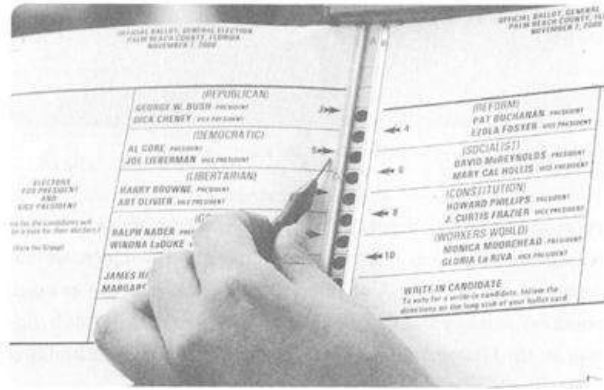 OFFICIAL BALLOT, GENERAL ELECTION
PALM BEACH COUNTY, FLORIDA
NOVEMBER 7, 2000
(REPUBLICAN)
GEORGE W. BUSH PRESIDENT
DICK CHENEY VICE PRESIDENT
3
(DEMOCRATIC)
AL GORE PRESIDENT
JOE LIEBERMAN VICE PRESIDENT
5
(LIBERTARIAN)
HARRY BROWNE PRESIDENT
ART OLIVIER VICE PRESIDENT
RALPH NADER PRESIDENT
WINONA LaDUKE
JAMES
ELECTORS
FOR PRESIDENT
AND
VICE PRESIDENT
(Vote for Group)
A B
OFFICIAL BALLOT, GENERAL
PALM BEACH COUNTY,
NOVEMBER 7, 2000
(REFORM)
4 PAT BUCHANAN PRESIDENT
EZOLA FOSTER VICE PRESIDENT
(SOCIALIST)
6 DAVID McREYNOLDS PRESIDENT
MARY CAL HOLLIS VICE PRESIDENT
(CONSTITUTION)
8 HOWARD PHILLIPS PRESIDENT
J. CURTIS FRAZIER VICE PRESIDENT
(WORKERS WORLD)
10 MONICA MOOREHEAD PRESIDENT
GLORIA La RIVA VICE PRESIDENT
WRITE-IN CANDIDATE
To vote for a write-in candidate, follow the
directions on the long stub of your ballot card.